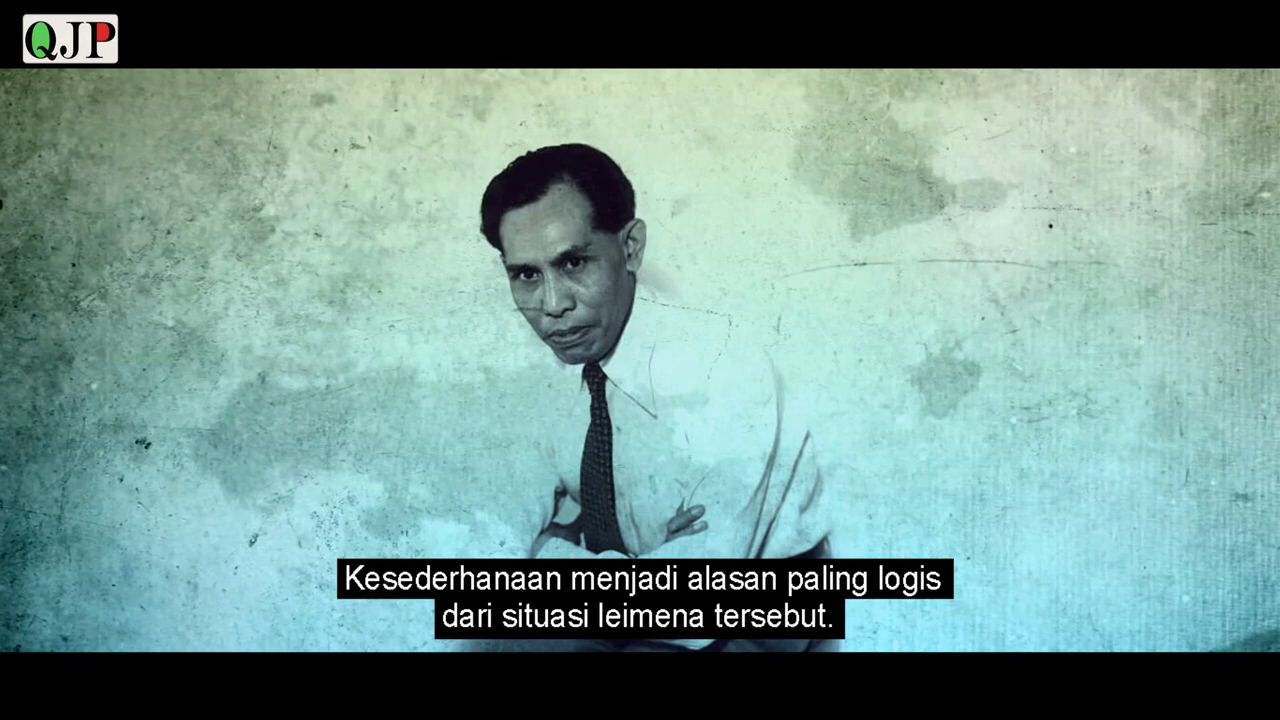 QJP
Kesederhanaan menjadi alasan paling logis
dari situasi leimena tersebut.